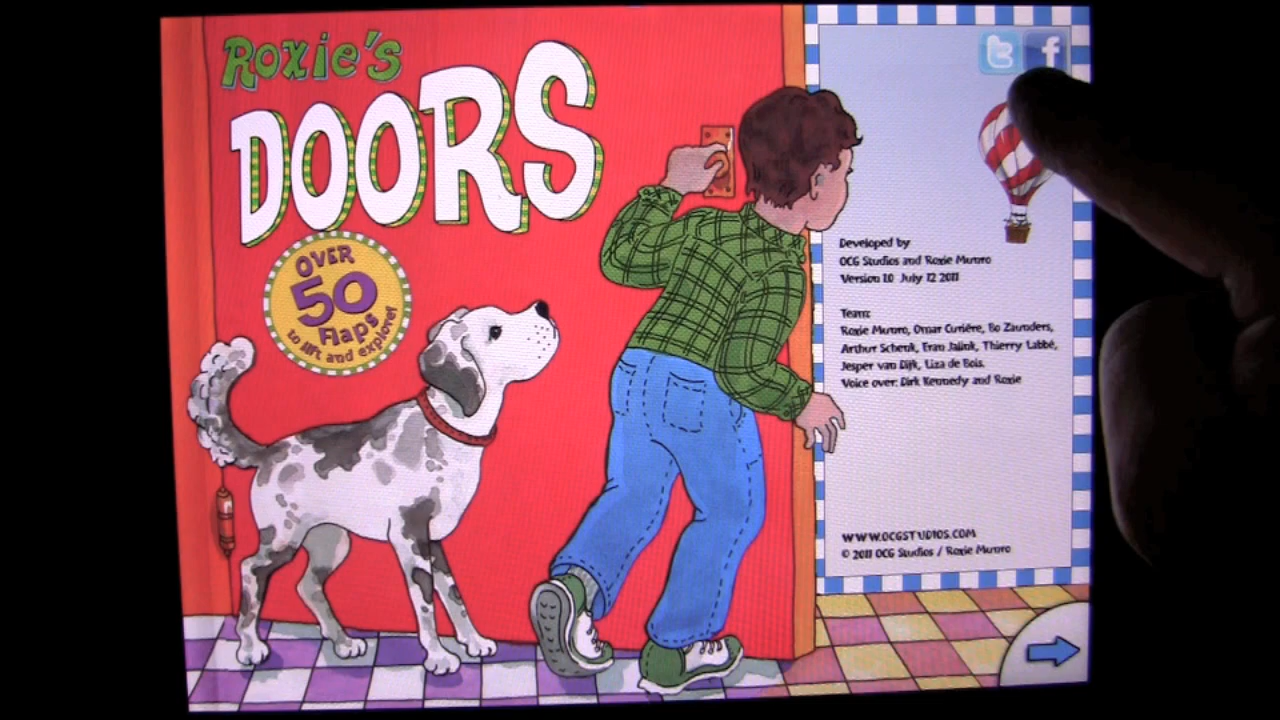 Roxie's
DOORS
OVER
50
Flaps
to lift and explore!
Developed by
OCG Studios and Roxie Munro
Version 1.0 July 12 2011
Team:
Roxie Munro, Omar Curiére, Bo Zaunders,
Arthur Schenk, Eran Jalink, Thierry Labbé,
Jesper van Dijk, Liza de Bois.
Voice over: Dirk Kennedy and Roxie
WWW.OCGSTUDIOS.COM
© 2011 OCG Studios / Roxie Munro